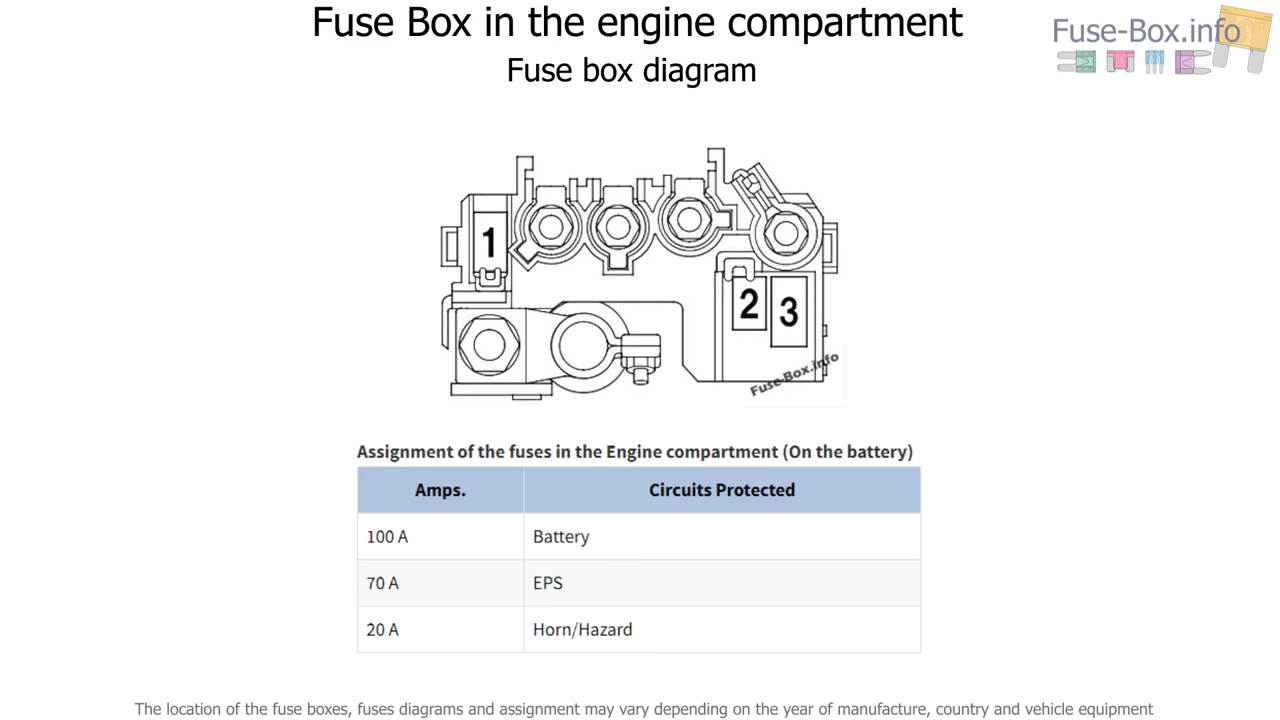 Fuse Box in the engine compartment
Fuse-Box.info
Fuse box diagram
1
2
3
Fuse-Box.info
Assignment of the fuses in the Engine compartment (On the battery)
Amps. Circuits Protected
100 A Battery
70 A EPS
20 A Horn/Hazard
The location of the fuse boxes, fuses diagrams and assignment may vary depending on the year of manufacture, country and vehicle equipment